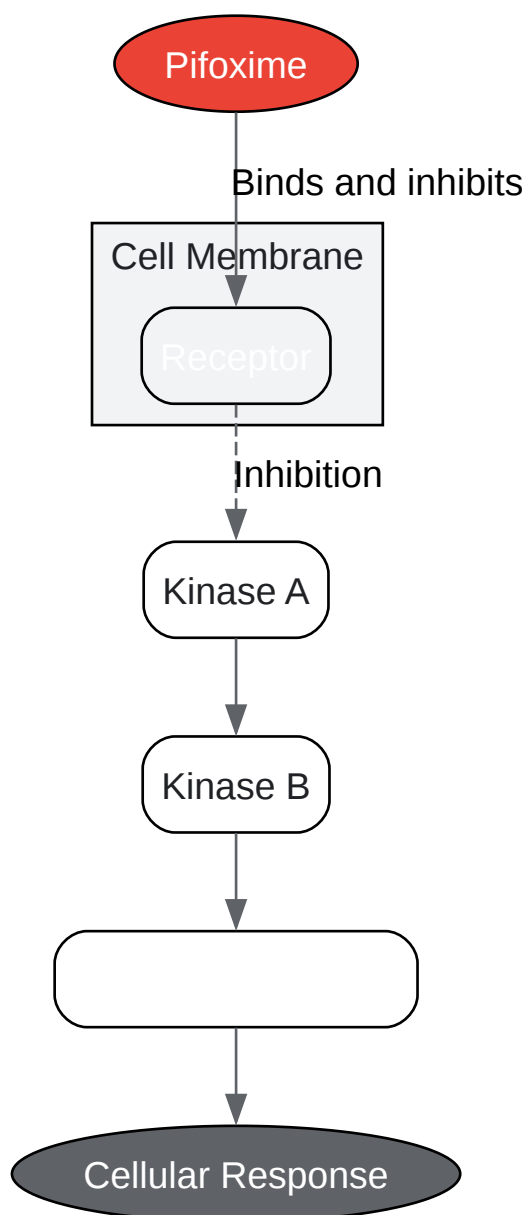 Pifoxime
Binds and inhibits
Cell Membrane
Receptor
Inhibition
Kinase A
Kinase B
Cellular Response